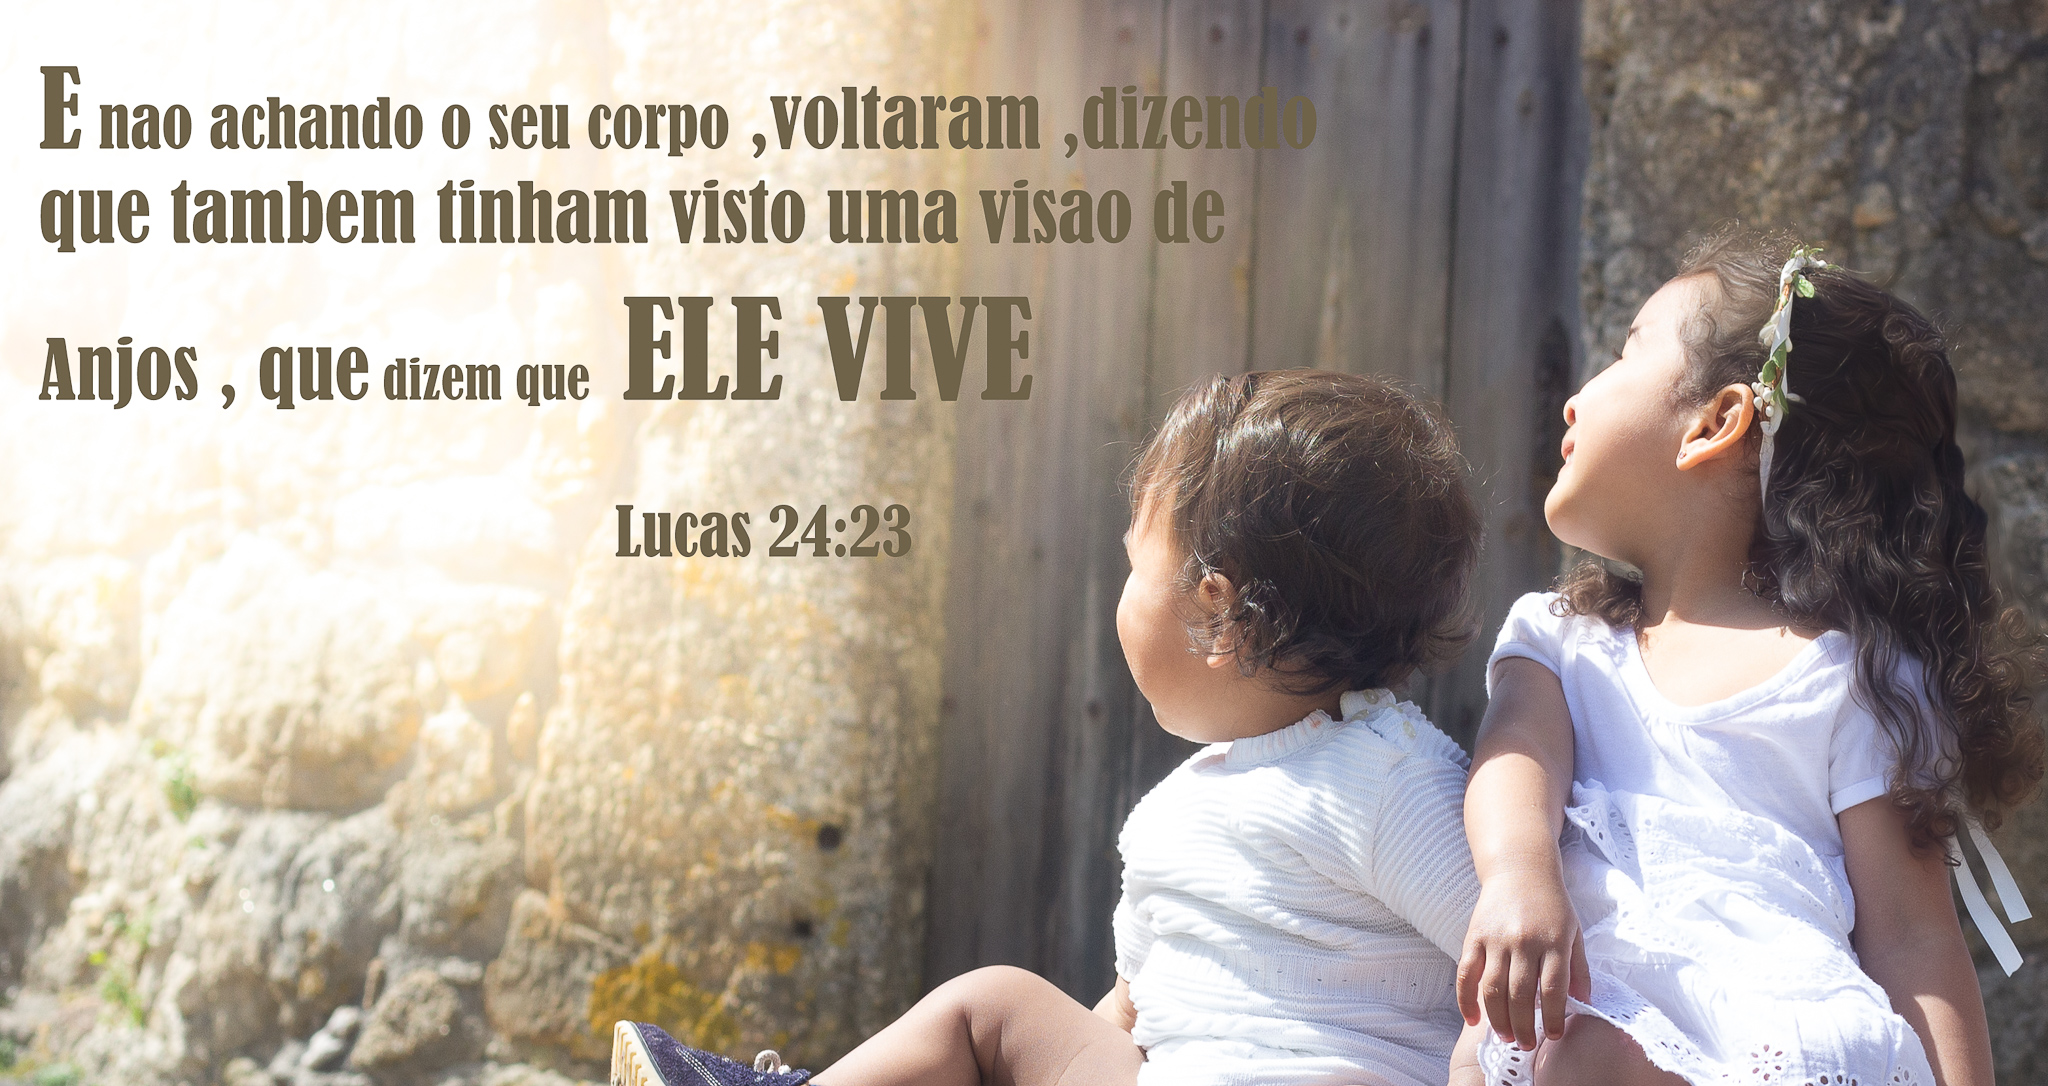 E nao achando o seu corpo ,voltaram ,dizendo
que tambem tinham visto uma visao de
Anjos , que dizem que ELE VIVE
Lucas 24:23